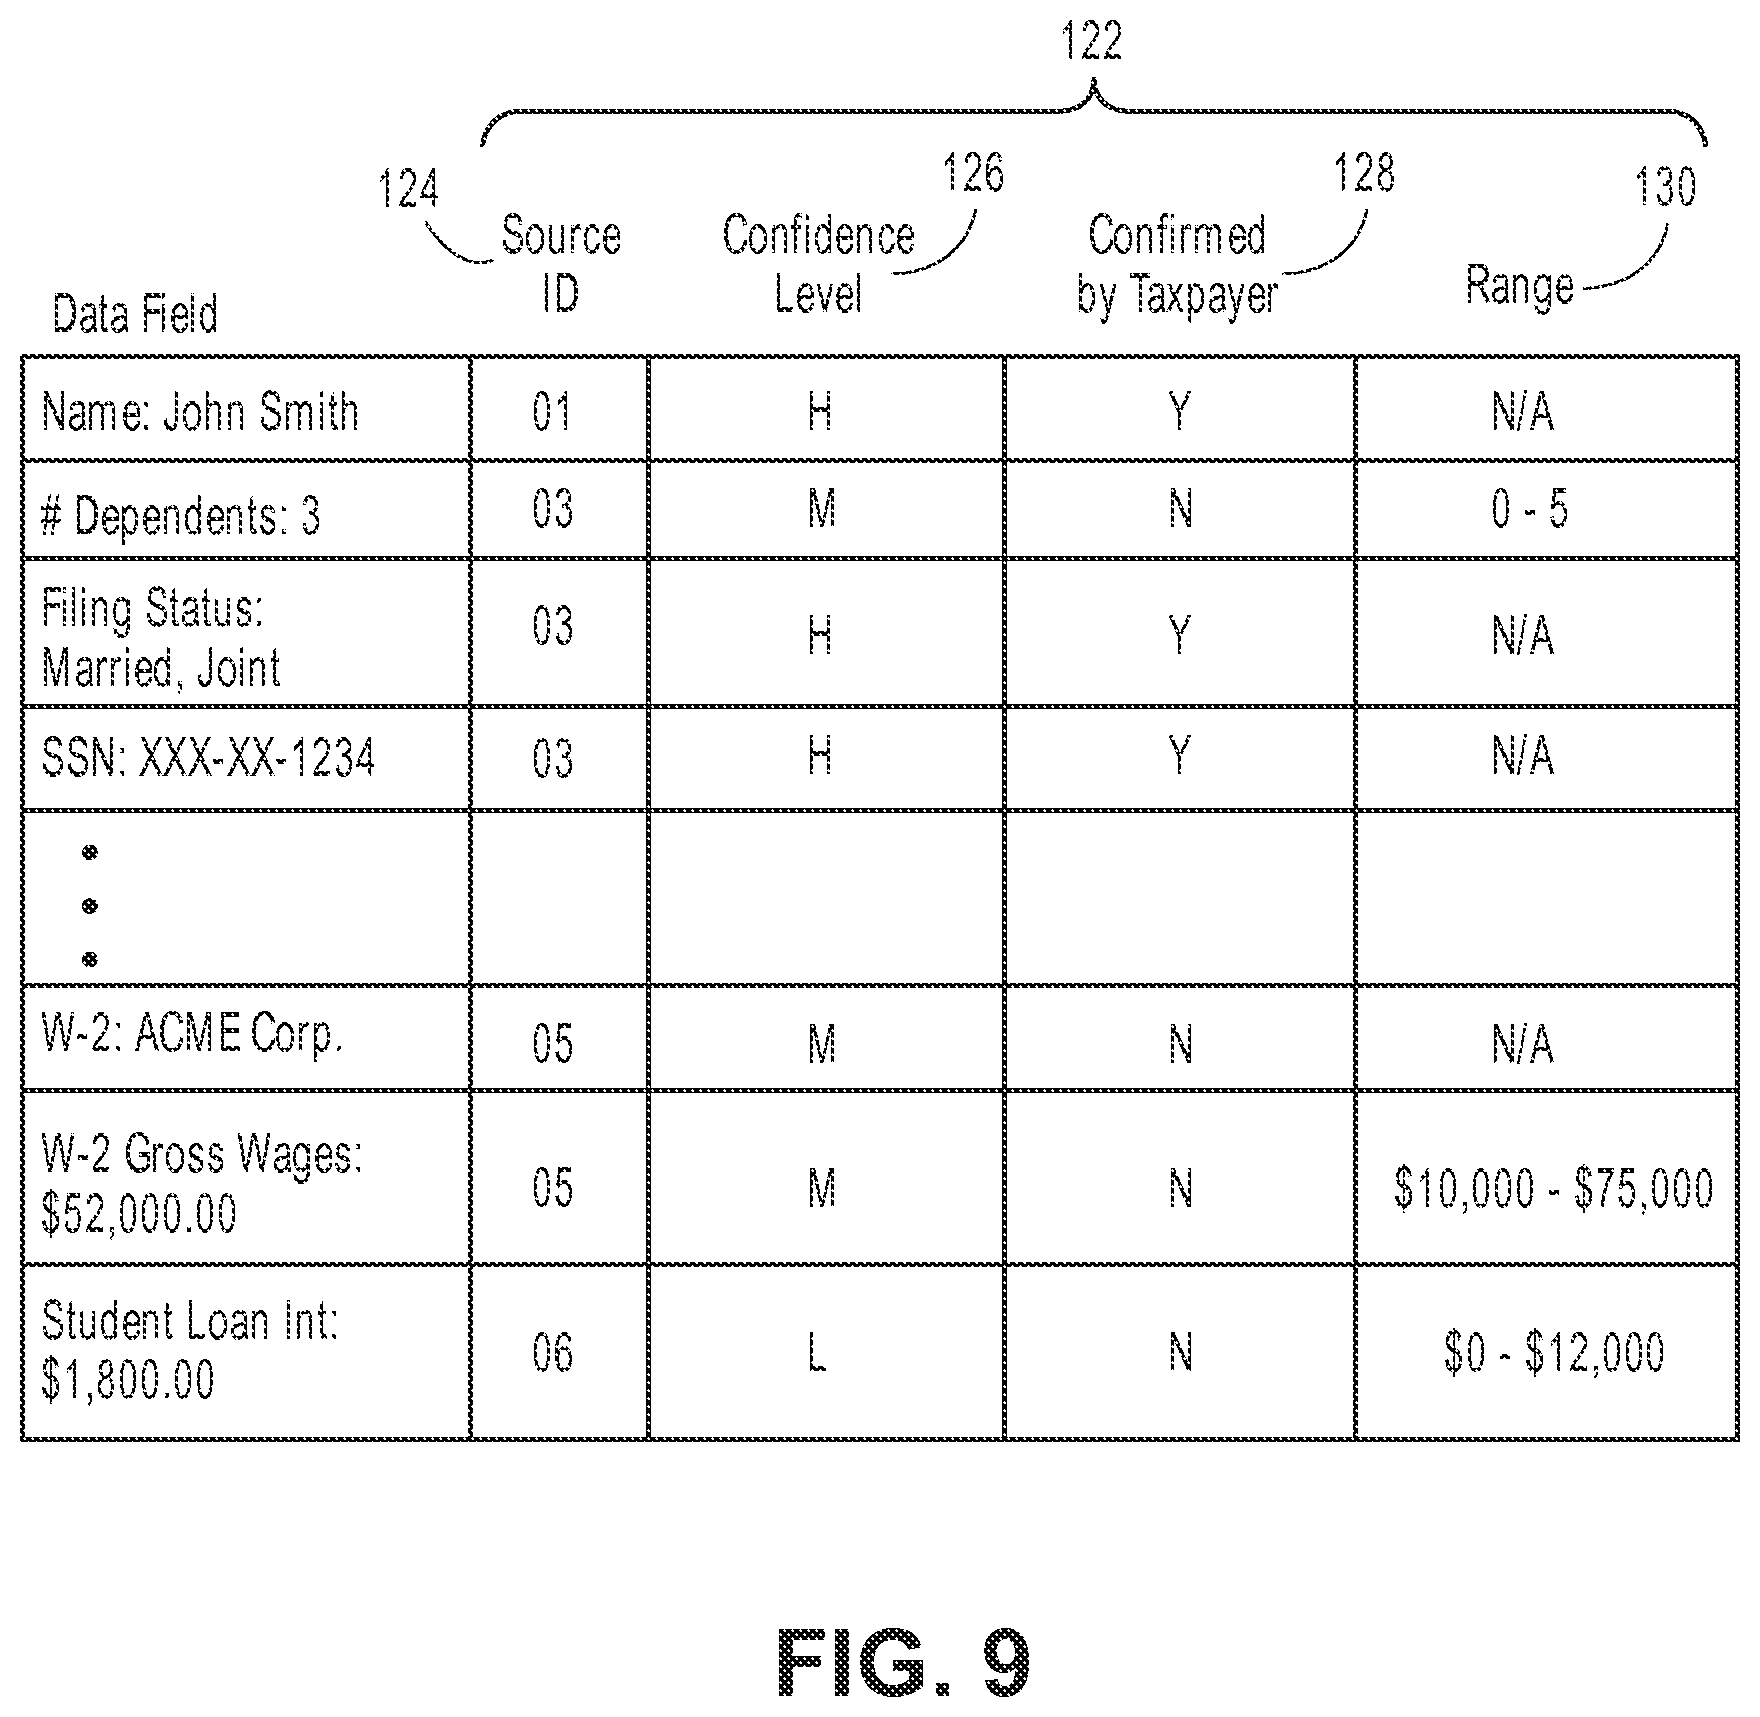 122
124 126 128 130
Source Confidence Confirmed
Data Field ID Level by Taxpayer Range
Name: John Smith 01 H Y N/A
# Dependents: 3 03 M N 0 - 5
Filing Status:
Married, Joint 03 H Y N/A
SSN: XXX-XX-1234 03 H Y N/A
W-2: ACME Corp. 05 M N N/A
W-2 Gross Wages:
$52,000.00 05 M N $10,000 - $75,000
Student Loan Int:
$1,800.00 06 L N $0 - $12,000
FIG. 9